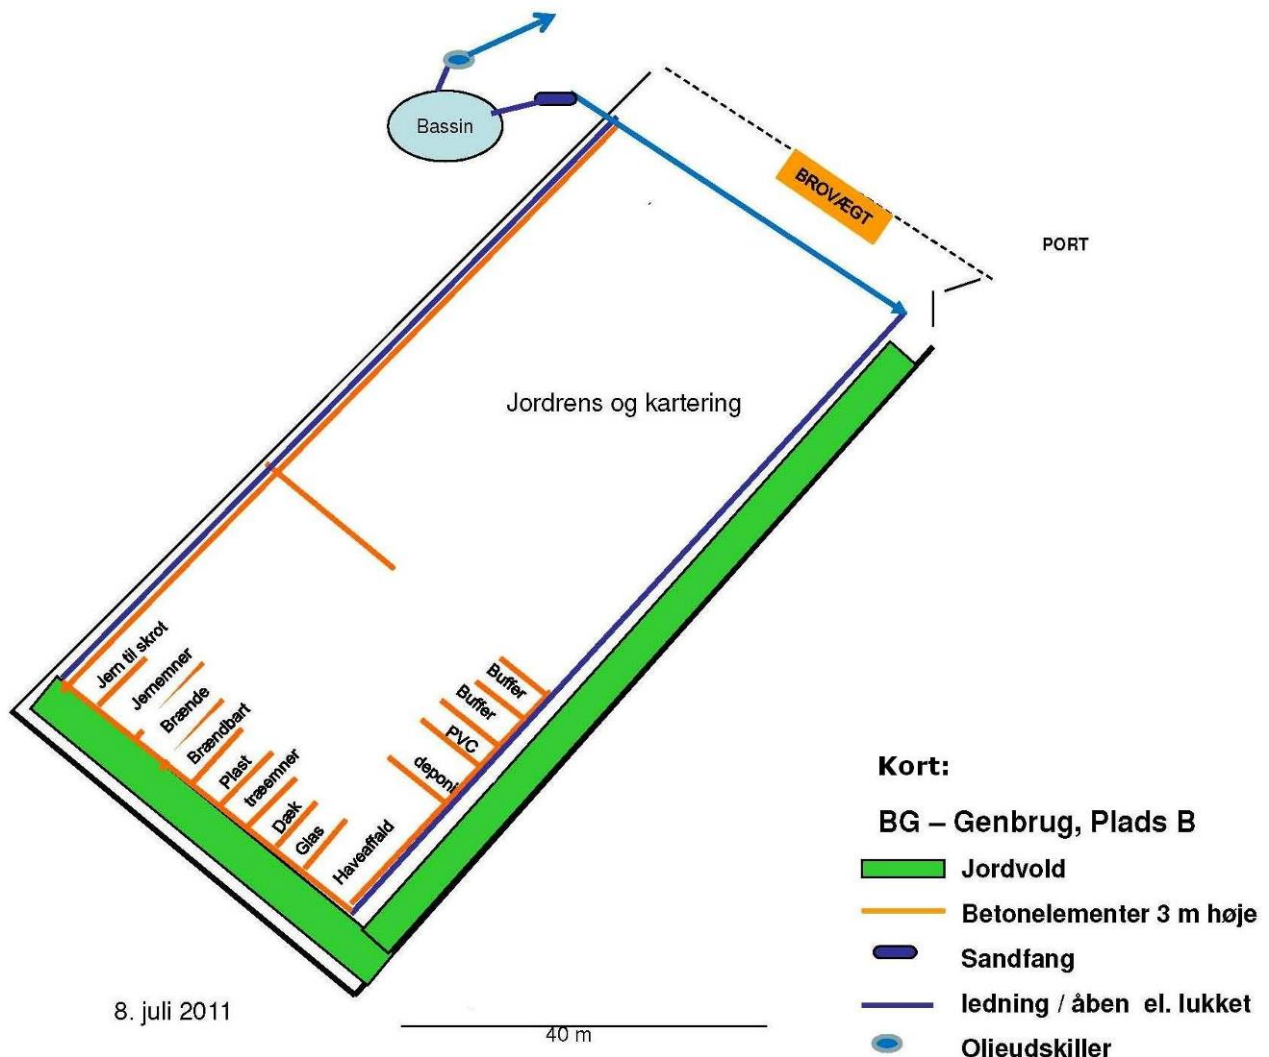 Bassin
BROVÆGT
PORT
Jordrens og kartering
Jern til skrot
Jernemner
Brænde
Brændbart
Plast
træemner
Dæk
Glas
Haveaffald
deponi
PVC
Buffer
Buffer
Kort:
BG – Genbrug, Plads B
Jordvold
Betonelementer 3 m høje
Sandfang
ledning / åben el. lukket
Olieudskiller
8. juli 2011
40 m